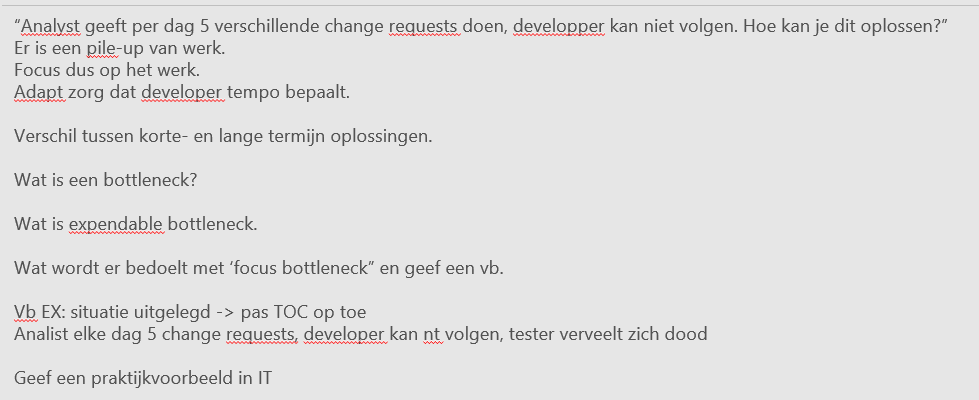 “Analyst geeft per dag 5 verschillende change requests doen, developper kan niet volgen. Hoe kan je dit oplossen?”
Er is een pile-up van werk.
Focus dus op het werk.
Adapt zorg dat developer tempo bepaalt.
Verschil tussen korte- en lange termijn oplossingen.
Wat is een bottleneck?
Wat is expendable bottleneck.
Wat wordt er bedoelt met ‘focus bottleneck” en geef een vb.
Vb EX: situatie uitgelegd -> pas TOC op toe
Analist elke dag 5 change requests, developer kan nt volgen, tester verveelt zich dood
Geef een praktijkvoorbeeld in IT